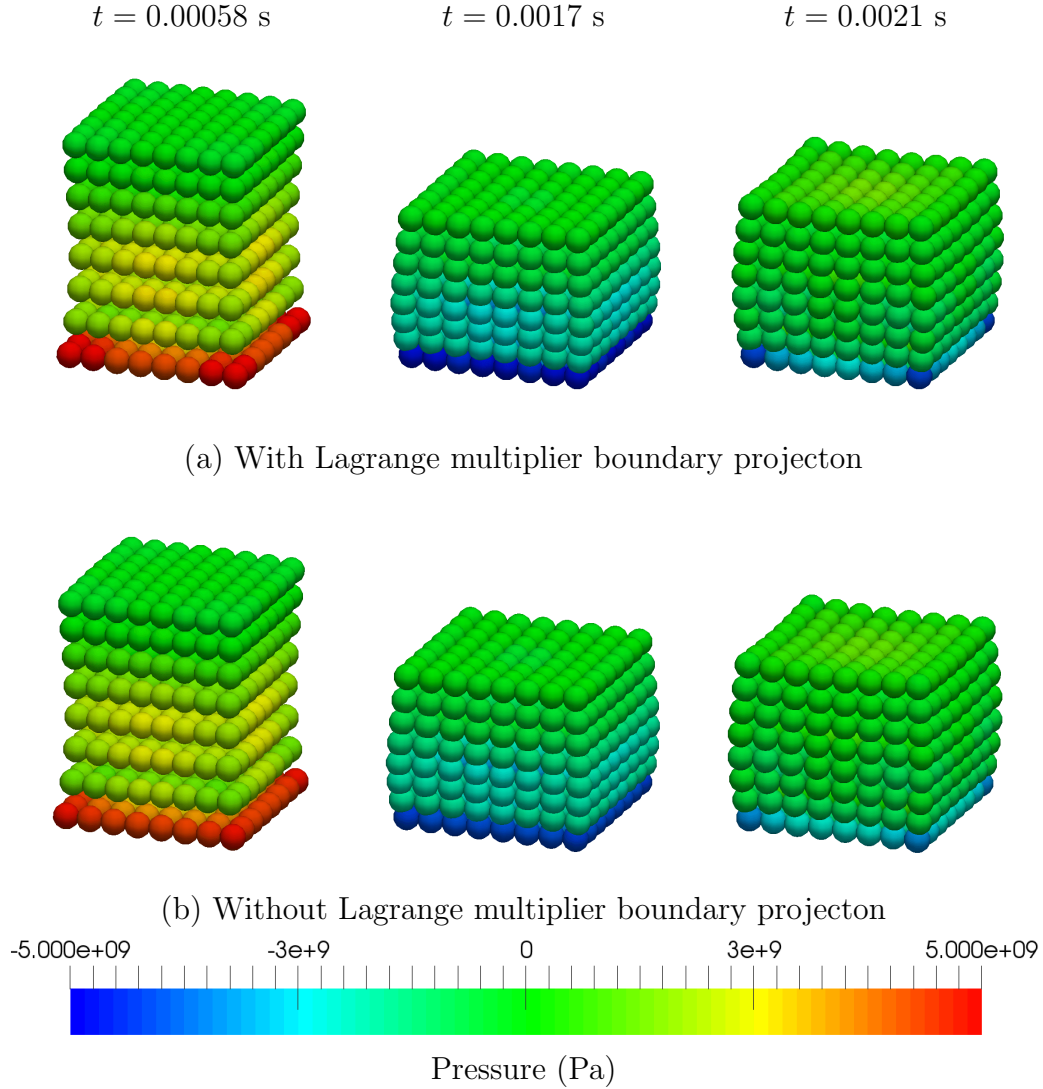 t = 0.00058 s t = 0.0017 s t = 0.0021 s
(a) With Lagrange multiplier boundary projecton
(b) Without Lagrange multiplier boundary projecton
-5.000e+09 -3e+9 0 3e+9 5.000e+09
Pressure (Pa)